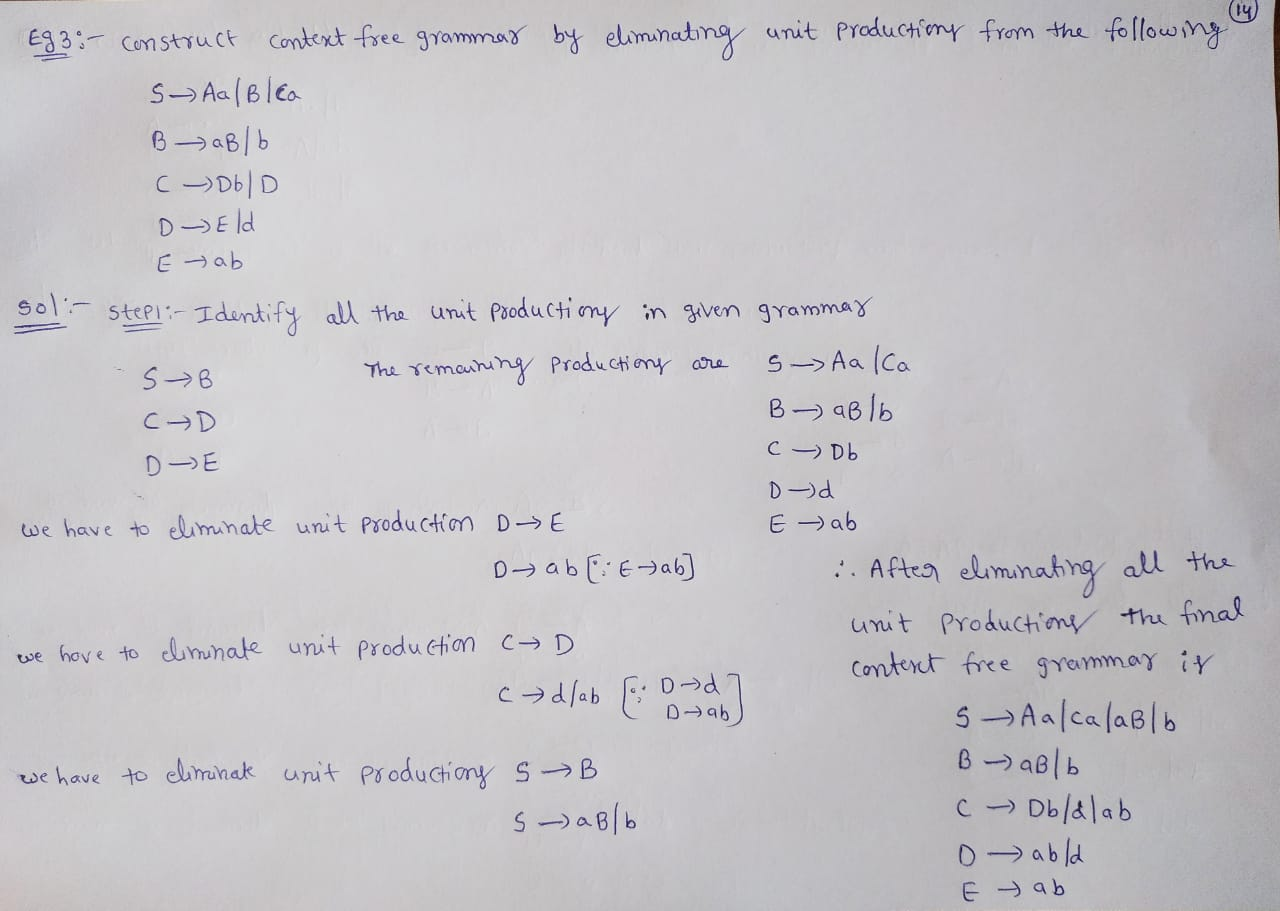 14
Eg 3:- construct context free grammar by eliminating unit productions from the following
S→Aa|B|Ca
B→aB|b
C→Db|D
D→E|d
E→ab
Sol:- Step1:- Identify all the unit productions in given grammar
S→B
C→D
D→E
The remaining productions are S→Aa|Ca
B→aB|b
C→Db
D→d
E→ab
we have to eliminate unit production D→E
D→ab [∵ E→ab]
we have to eliminate unit production C→D
C→d/ab [∵ D→d
D→ab]
we have to eliminate unit productions S→B
S→aB|b
∴ After eliminating all the
unit productions the final
context free grammar is
S→Aa|Ca|aB|b
B→aB|b
C→Db|d|ab
D→ab|d
E→ab